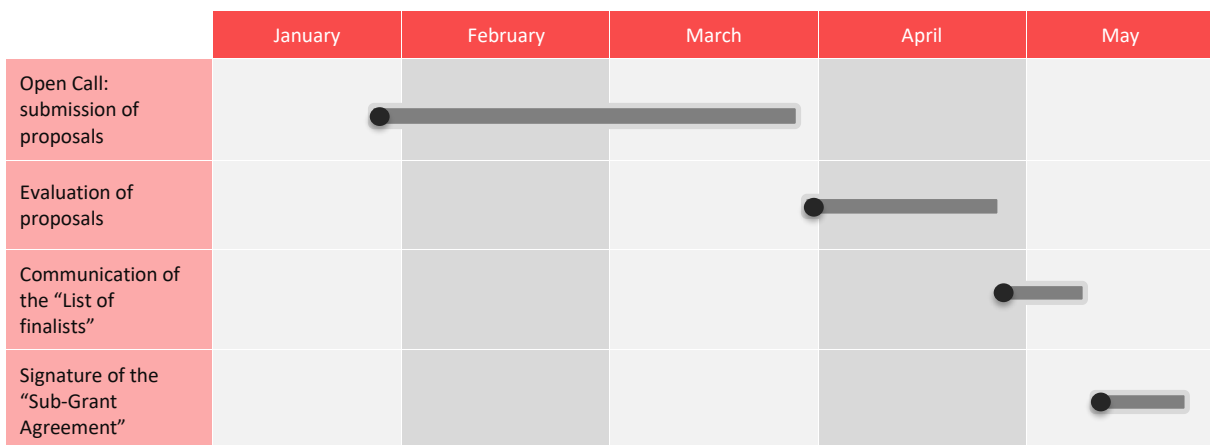 January February March April May
Open Call:
submission of
proposals
Evaluation of
proposals
Communication of
the “List of
finalists”
Signature of the
“Sub-Grant
Agreement”